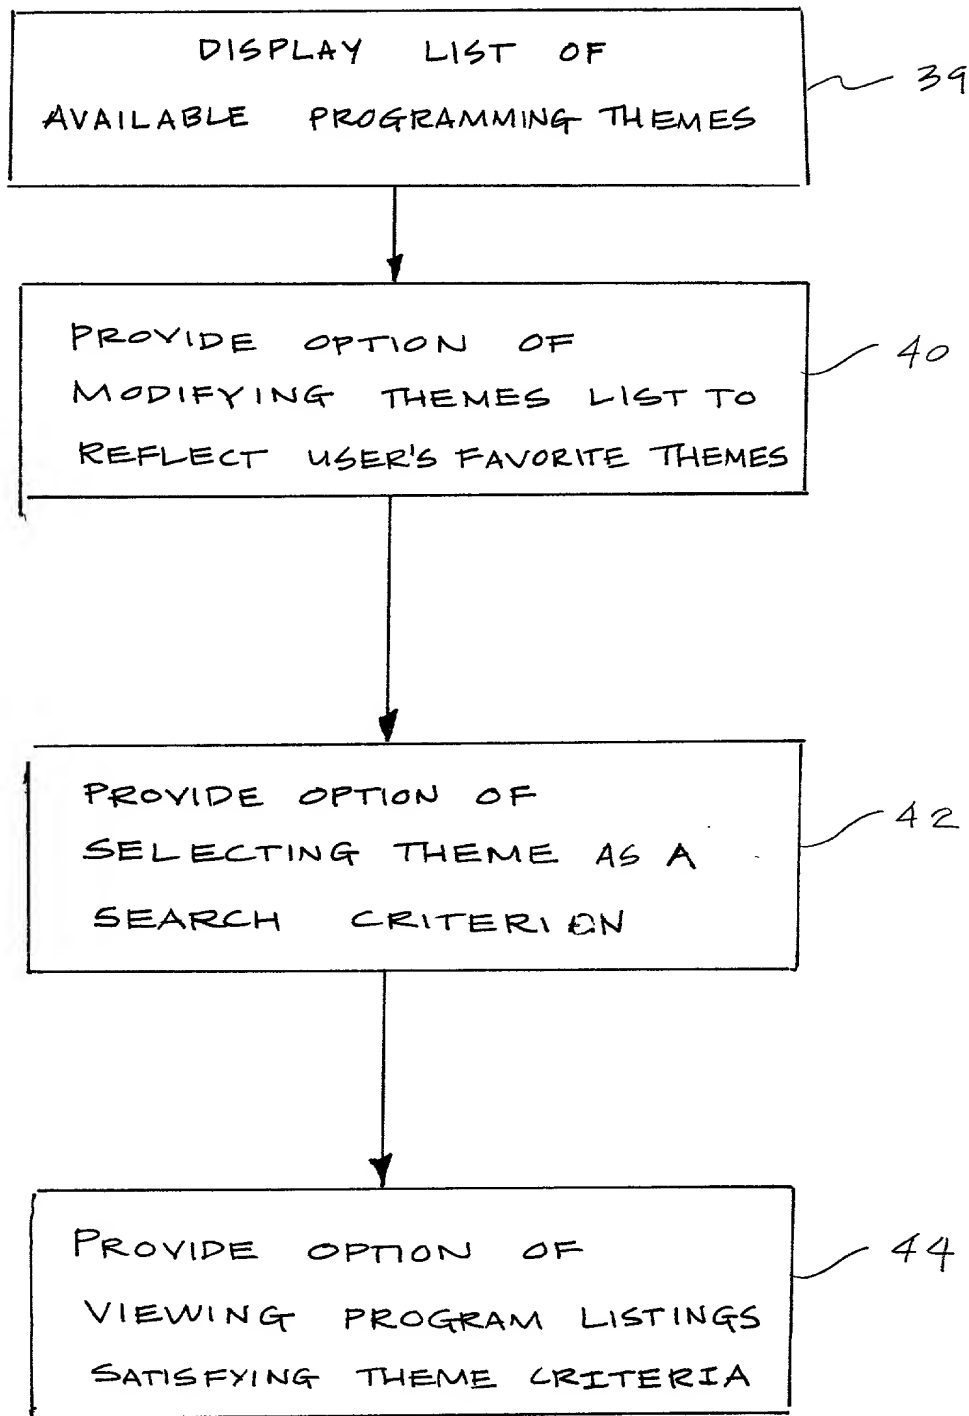 DISPLAY LIST OF
AVAILABLE PROGRAMMING THEMES
39
PROVIDE OPTION OF
MODIFYING THEMES LIST TO
REFLECT USER'S FAVORITE THEMES
40
PROVIDE OPTION OF
SELECTING THEME AS A
SEARCH CRITERION
42
PROVIDE OPTION OF
VIEWING PROGRAM LISTINGS
SATISFYING THEME CRITERIA
44